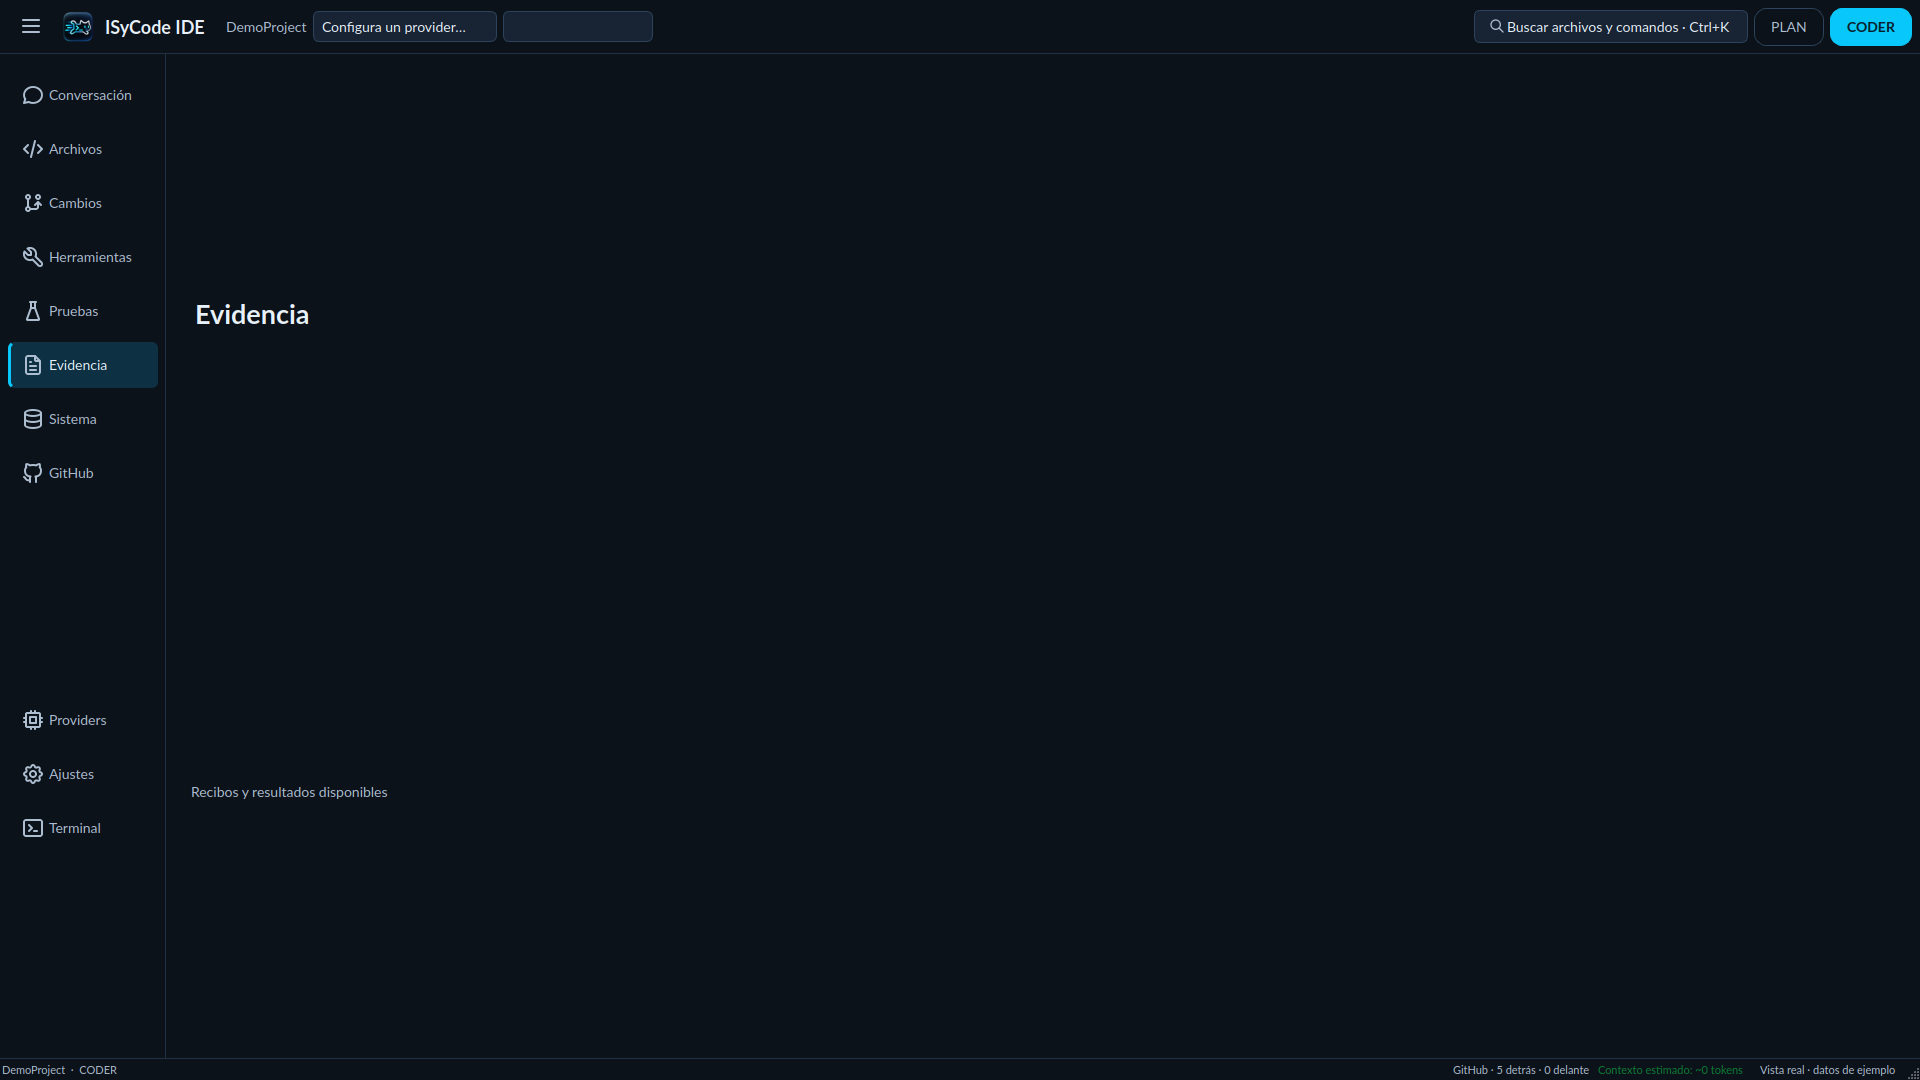 ISyCode IDE
DemoProject
Configura un provider...
Buscar archivos y comandos · Ctrl+K
PLAN
CODER
Conversación
Archivos
Cambios
Herramientas
Pruebas
Evidencia
Sistema
GitHub
Providers
Ajustes
Terminal
Evidencia
Recibos y resultados disponibles
DemoProject · CODER
GitHub · 5 detrás · 0 delante
Contexto estimado: ~0 tokens
Vista real · datos de ejemplo